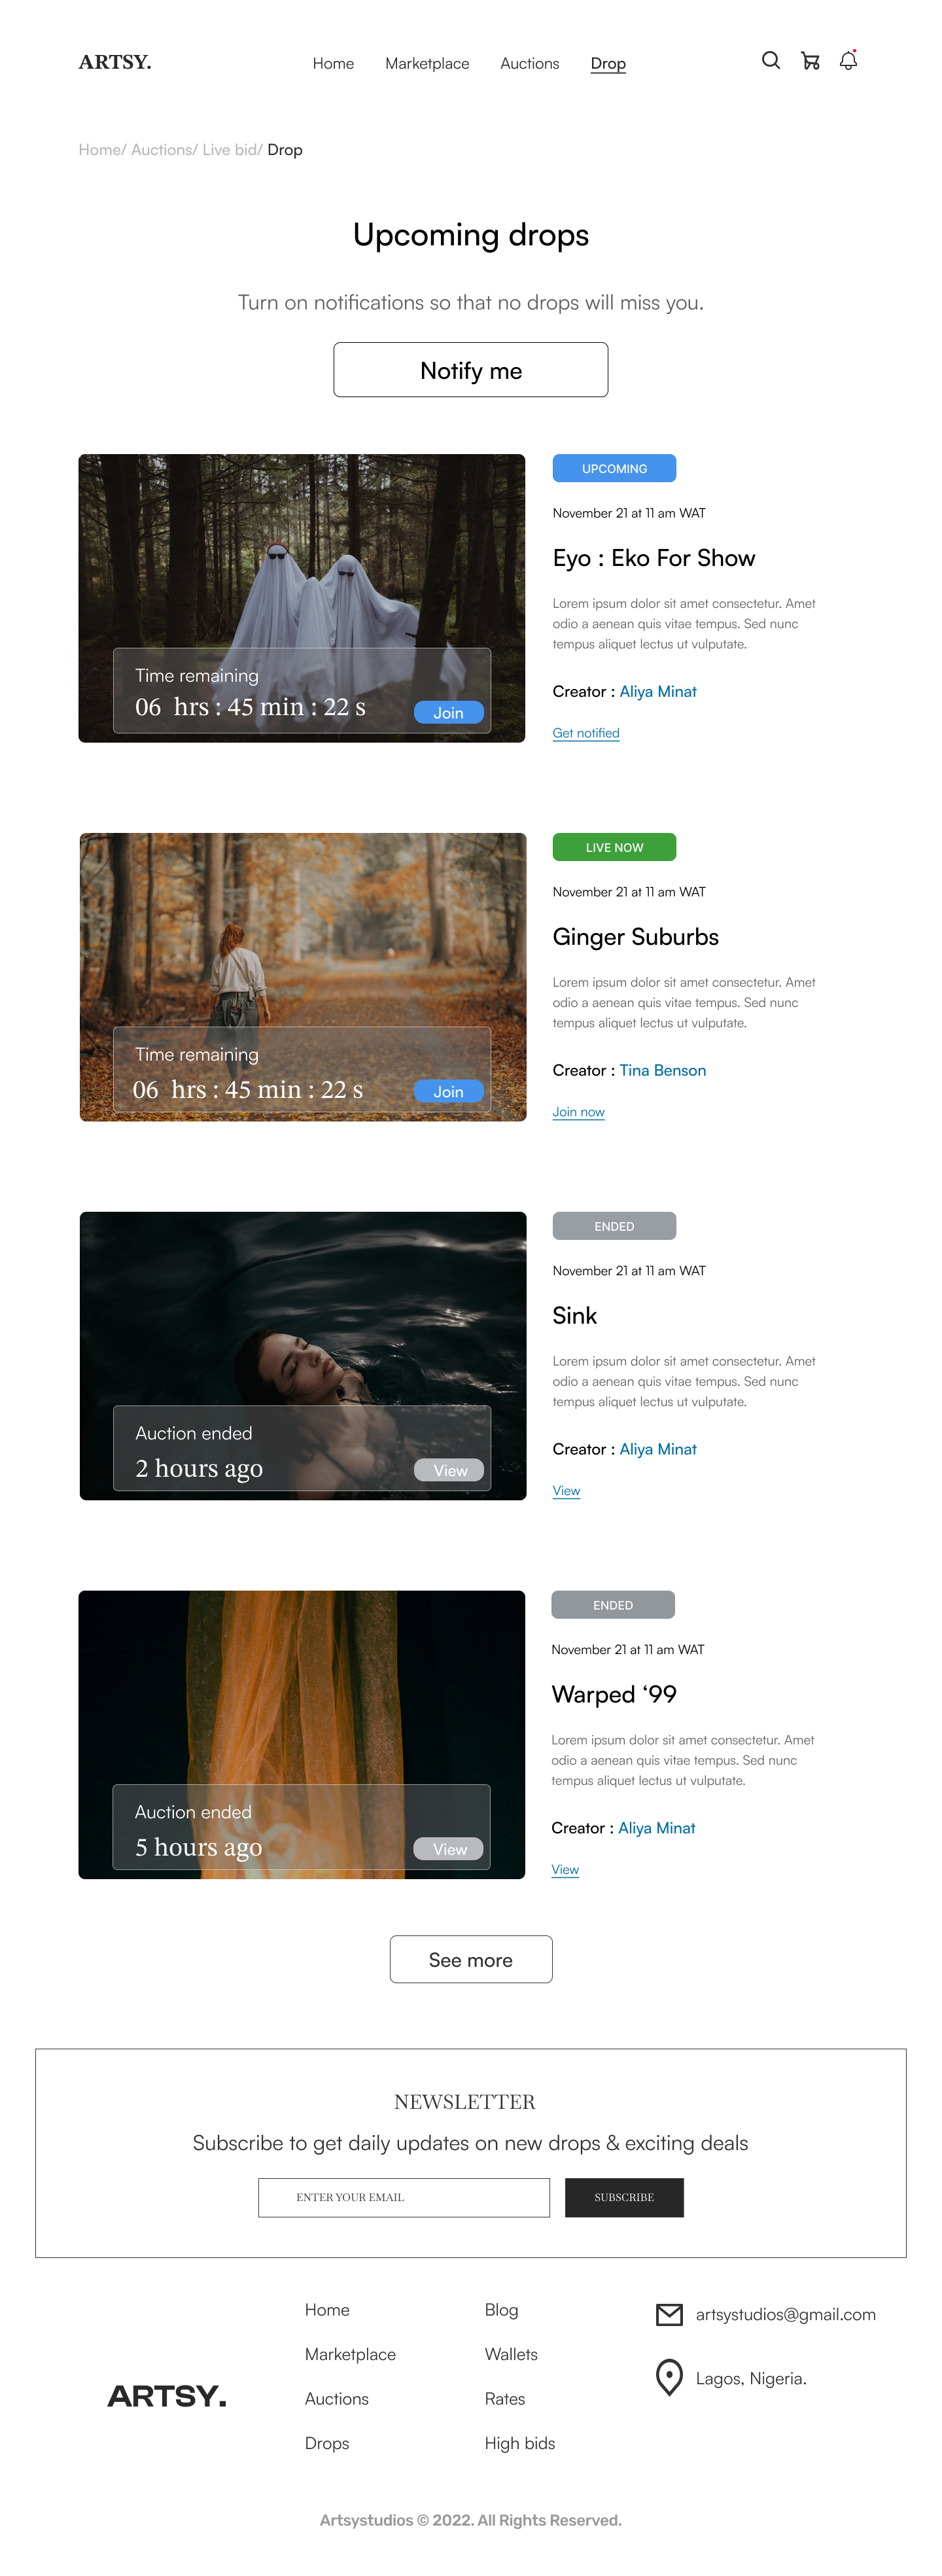 ARTSY.
Home Marketplace Auctions Drop
Home/ Auctions/ Live bid/ Drop
Upcoming drops
Turn on notifications so that no drops will miss you.
Notify me
UPCOMING
November 21 at 11 am WAT
Eyo : Eko For Show
Lorem ipsum dolor sit amet consectetur. Amet
odio a aenean quis vitae tempus. Sed nunc
tempus aliquet lectus ut vulputate.
Time remaining
06 hrs : 45 min : 22 s
Join
Creator : Aliya Minat
Get notified
LIVE NOW
November 21 at 11 am WAT
Ginger Suburbs
Lorem ipsum dolor sit amet consectetur. Amet
odio a aenean quis vitae tempus. Sed nunc
tempus aliquet lectus ut vulputate.
Time remaining
06 hrs : 45 min : 22 s
Join
Creator : Tina Benson
Join now
ENDED
November 21 at 11 am WAT
Sink
Lorem ipsum dolor sit amet consectetur. Amet
odio a aenean quis vitae tempus. Sed nunc
tempus aliquet lectus ut vulputate.
Auction ended
2 hours ago
View
Creator : Aliya Minat
View
ENDED
November 21 at 11 am WAT
Warped ‘99
Lorem ipsum dolor sit amet consectetur. Amet
odio a aenean quis vitae tempus. Sed nunc
tempus aliquet lectus ut vulputate.
Auction ended
5 hours ago
View
Creator : Aliya Minat
View
See more
NEWSLETTER
Subscribe to get daily updates on new drops & exciting deals
ENTER YOUR EMAIL
SUBSCRIBE
ARTSY.
Home
Marketplace
Auctions
Drops
Blog
Wallets
Rates
High bids
artsystudios@gmail.com
Lagos, Nigeria.
Artsystudios © 2022. All Rights Reserved.